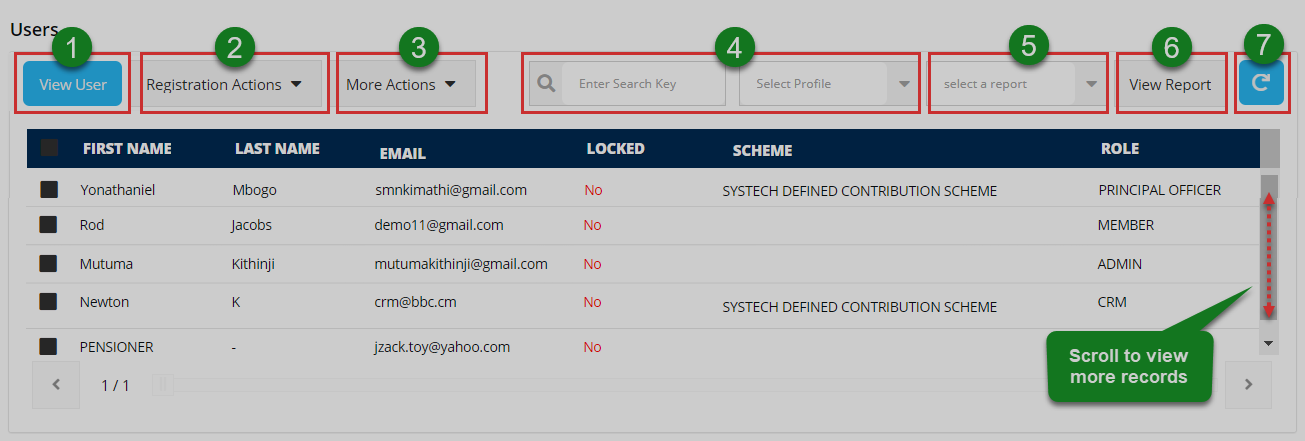 Users
1 2 3 4 5 6 7
View User Registration Actions More Actions Enter Search Key Select Profile select a report View Report
FIRST NAME LAST NAME EMAIL LOCKED SCHEME ROLE
Yonathaniel Mbogo smnkimathi@gmail.com No SYSTECH DEFINED CONTRIBUTION SCHEME PRINCIPAL OFFICER
Rod Jacobs demo11@gmail.com No MEMBER
Mutuma Kithinji mutumakithinji@gmail.com No ADMIN
Newton K crm@bbc.cm No SYSTECH DEFINED CONTRIBUTION SCHEME CRM
PENSIONER - jzack.toy@yahoo.com No
Scroll to view
more records
1 / 1